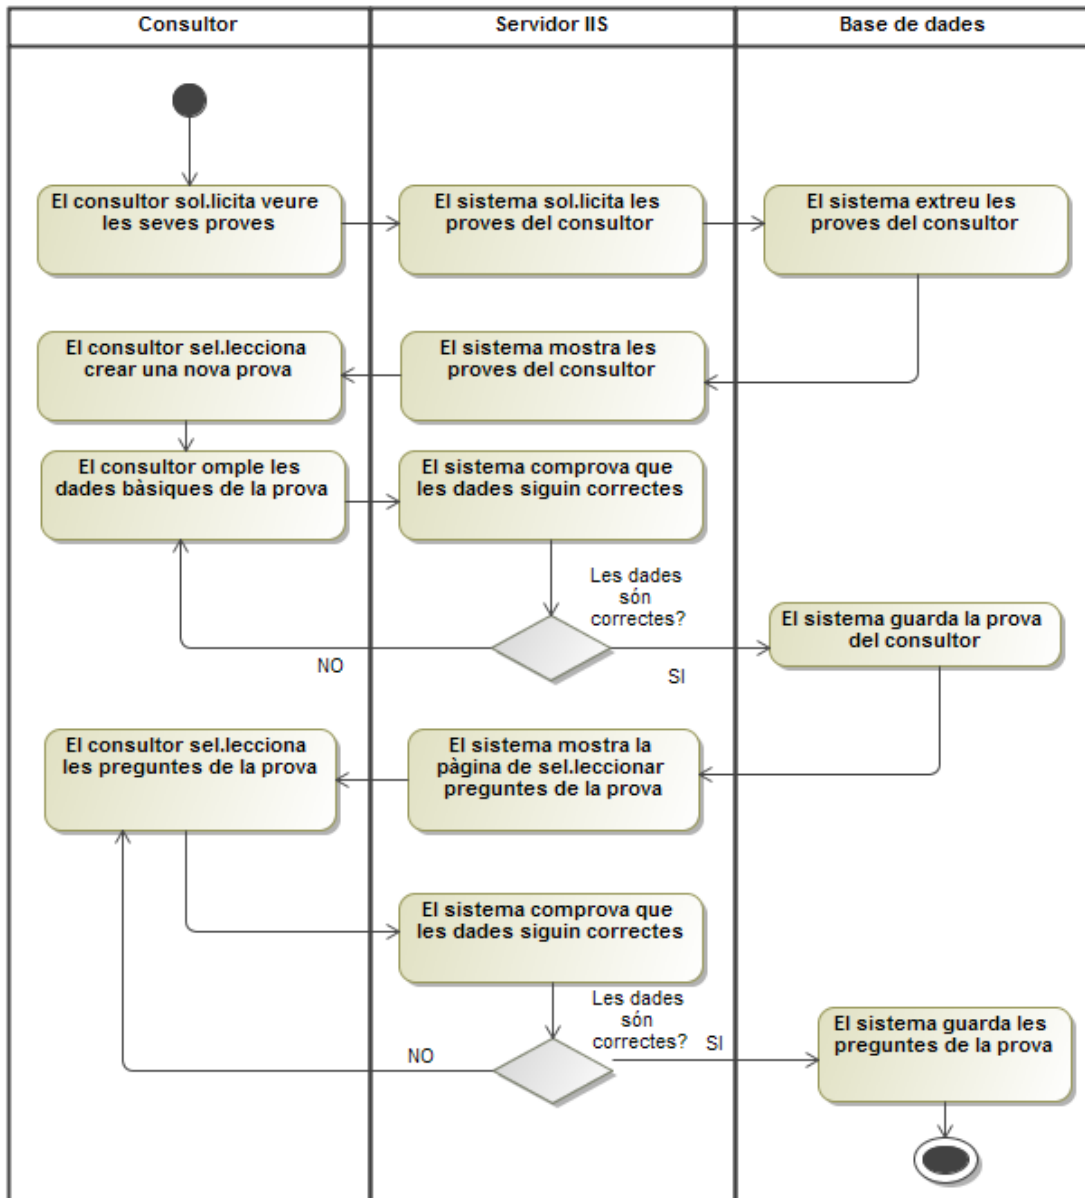 Consultor
Servidor IIS
Base de dades
El consultor sol.licita veure
les seves proves
El sistema sol.licita les
proves del consultor
El sistema extreu les
proves del consultor
El consultor sel.lecciona
crear una nova prova
El sistema mostra les
proves del consultor
El consultor omple les
dades bàsiques de la prova
El sistema comprova que
les dades siguin correctes
Les dades
són
correctes?
NO
SI
El sistema guarda la prova
del consultor
El consultor sel.lecciona
les preguntes de la prova
El sistema mostra la
pàgina de sel.leccionar
preguntes de la prova
El sistema comprova que
les dades siguin correctes
Les dades
són
correctes?
NO
SI
El sistema guarda les
preguntes de la prova